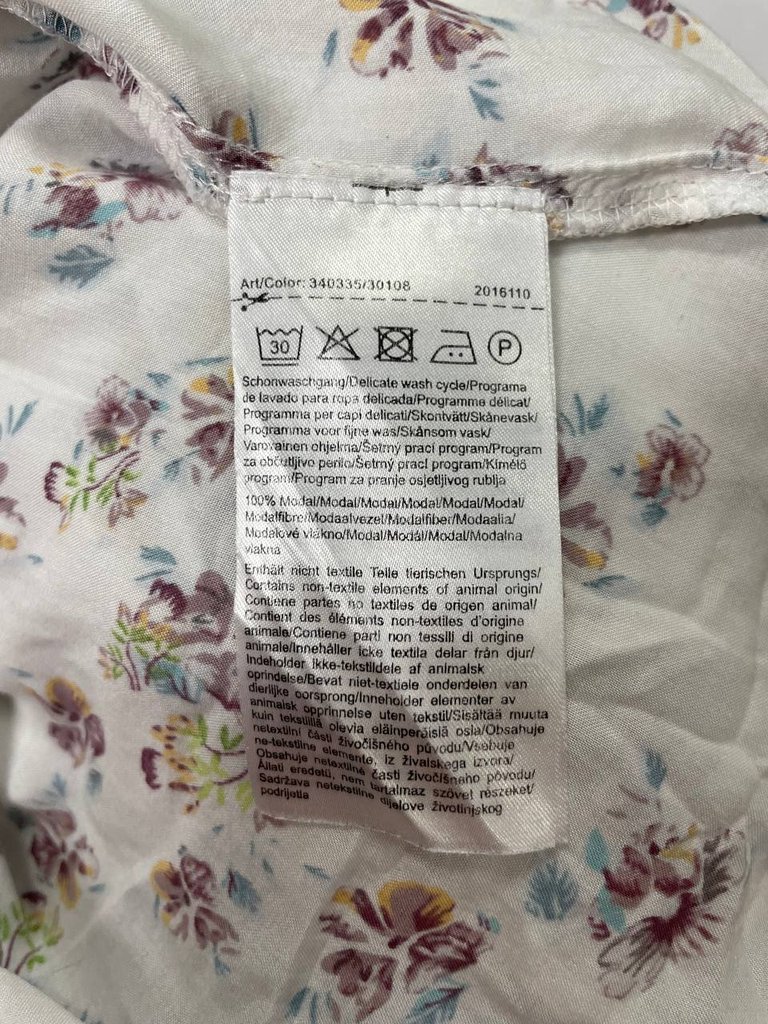 Art/Color: 340335/30108 2016110
30 P
Schonwaschgang/Delicate wash cycle/Programa
de lavado para ropa delicada/Programme délicat/
Programma per capi delicati/Skontvätt/Skånevask/
Programma voor fijne was/Skånsom vask/
Varovainen ohjelma/Šetrný prací program/Program
za občutljivo perilo/Šetrný prací program/Kímélő
program/Program za pranje osjetljivog rublja
100% Modal/Modal/Modal/Modal/Modal/Modal/
Modalfibre/Modaalvezel/Modalfiber/Modaalia/
Modalové vlákno/Modal/Modál/Modal/Modalna
vlakna
Enthält nicht textile Teile tierischen Ursprungs/
Contains non-textile elements of animal origin/
Contiene partes no textiles de origen animal/
Contient des éléments non-textiles d'origine
animale/Contiene parti non tessili di origine
animale/Innehåller icke textila delar från djur/
Indeholder ikke-tekstildele af animalsk
oprindelse/Bevat niet-textiele onderdelen van
dierlijke oorsprong/Inneholder elementer av
animalsk opprinnelse uten tekstil/Sisältää muuta
kuin tekstiiliä olevia eläinperäisiä osia/Obsahuje
netextilní části živočišného původu/Vsebuje
ne-tekstilne elemente, iz živalskega izvora/
Obsahuje netextilné časti živočíšneho pôvodu/
Állati eredetű, nem tartalmaz szövet részeket/
Sadržava netekstilne dijelove životinjskog
podrijetla